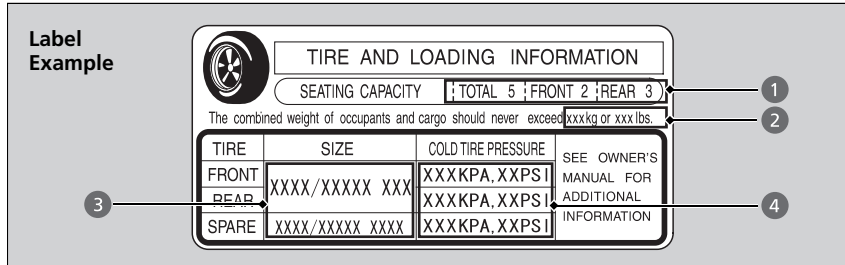 Label
Example
TIRE AND LOADING INFORMATION
SEATING CAPACITY TOTAL 5 FRONT 2 REAR 3
1
The combined weight of occupants and cargo should never exceed xxx kg or xxx lbs.
2
TIRE SIZE COLD TIRE PRESSURE SEE OWNER'S
MANUAL FOR
ADDITIONAL
INFORMATION
FRONT XXXX/XXXXX XXX XXXKPA,XXPSI
REAR XXXKPA,XXPSI
3
4
SPARE XXXX/XXXXX XXXX XXXKPA,XXPSI